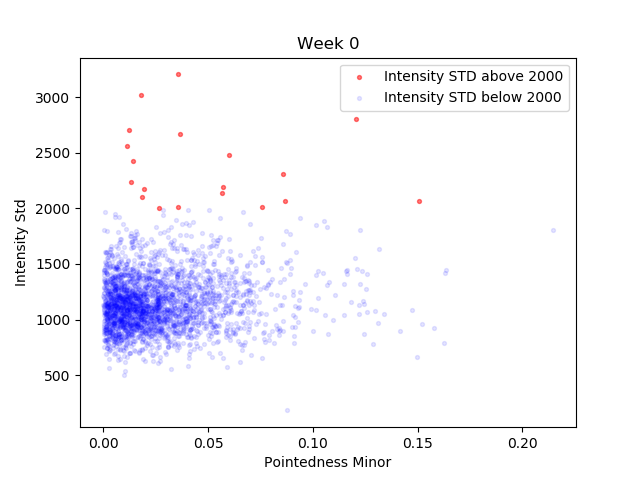 Week 0
Intensity STD above 2000
Intensity STD below 2000
3000
2500
2000
1500
1000
500
Intensity Std
0.00 0.05 0.10 0.15 0.20
Pointedness Minor